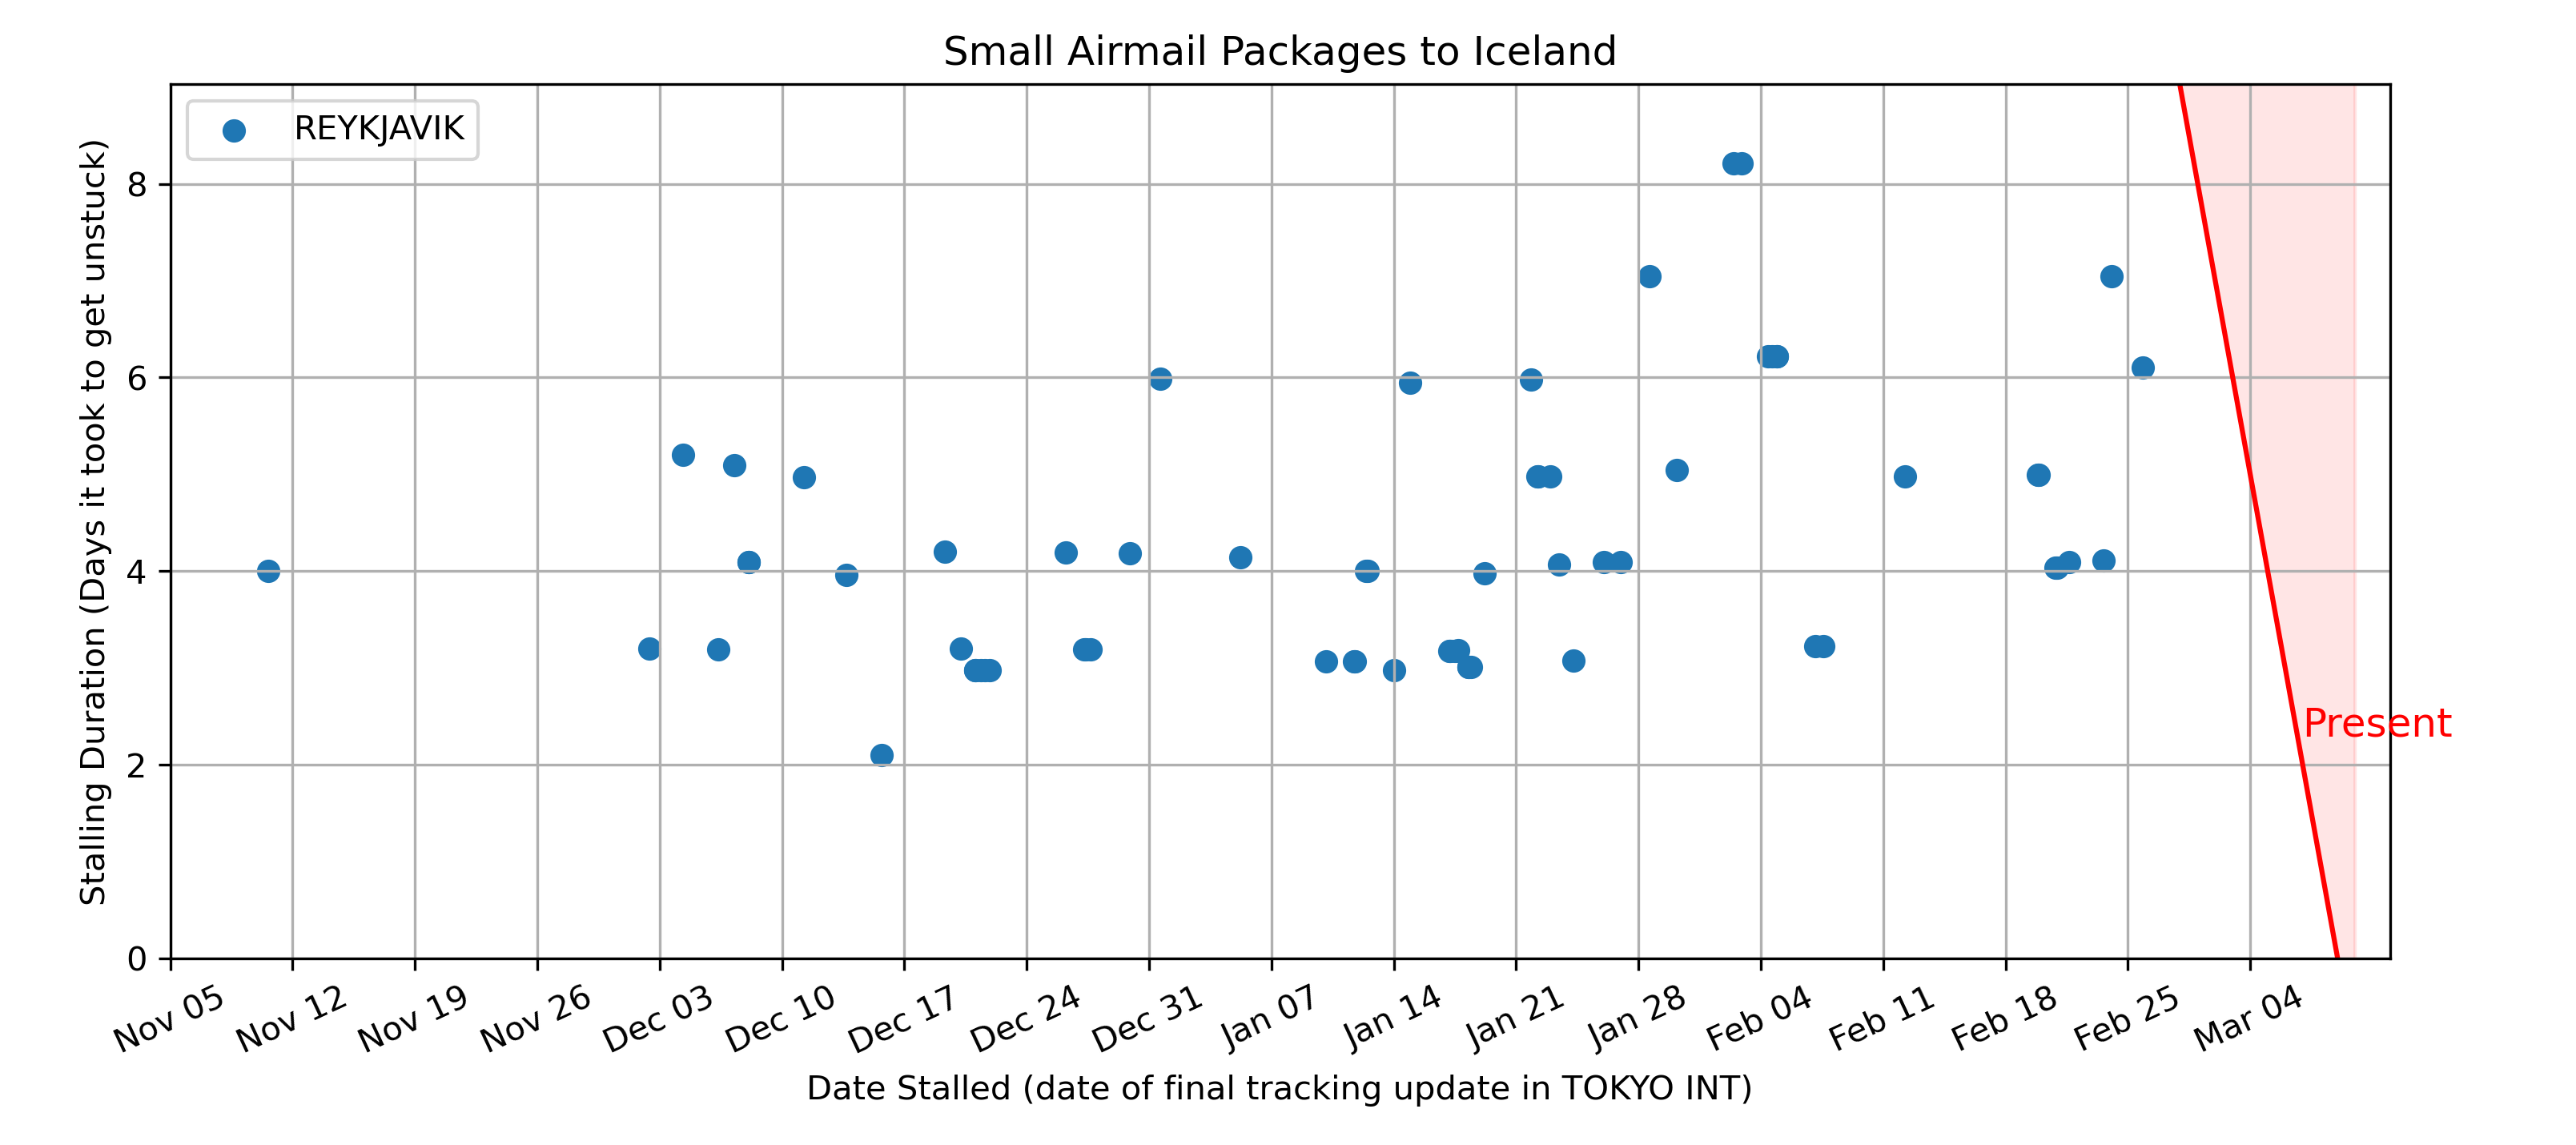 Small Airmail Packages to Iceland
REYKJAVIK
Stalling Duration (Days it took to get unstuck)
8
6
4
2
0
Present
Nov 05
Nov 12
Nov 19
Nov 26
Dec 03
Dec 10
Dec 17
Dec 24
Dec 31
Jan 07
Jan 14
Jan 21
Jan 28
Feb 04
Feb 11
Feb 18
Feb 25
Mar 04
Date Stalled (date of final tracking update in TOKYO INT)